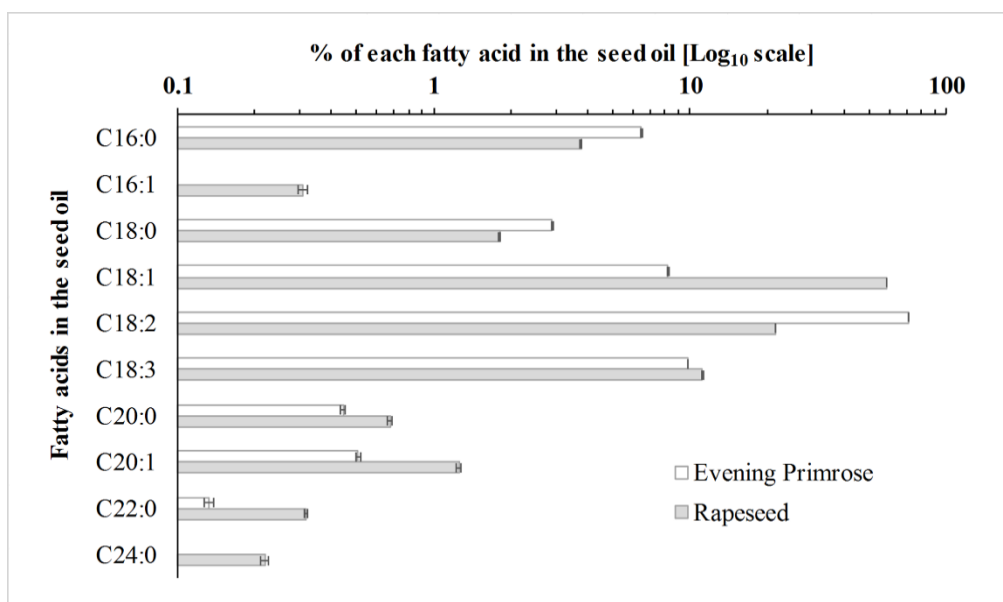 % of each fatty acid in the seed oil [Log₁₀ scale]
0.1 1 10 100
Fatty acids in the seed oil
C16:0
C16:1
C18:0
C18:1
C18:2
C18:3
C20:0
C20:1
C22:0
C24:0
Evening Primrose
Rapeseed